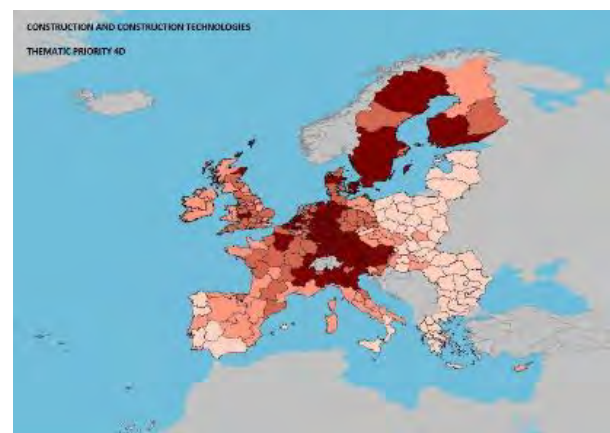 CONSTRUCTION AND CONSTRUCTION TECHNOLOGIES
THEMATIC PRIORITY 4D